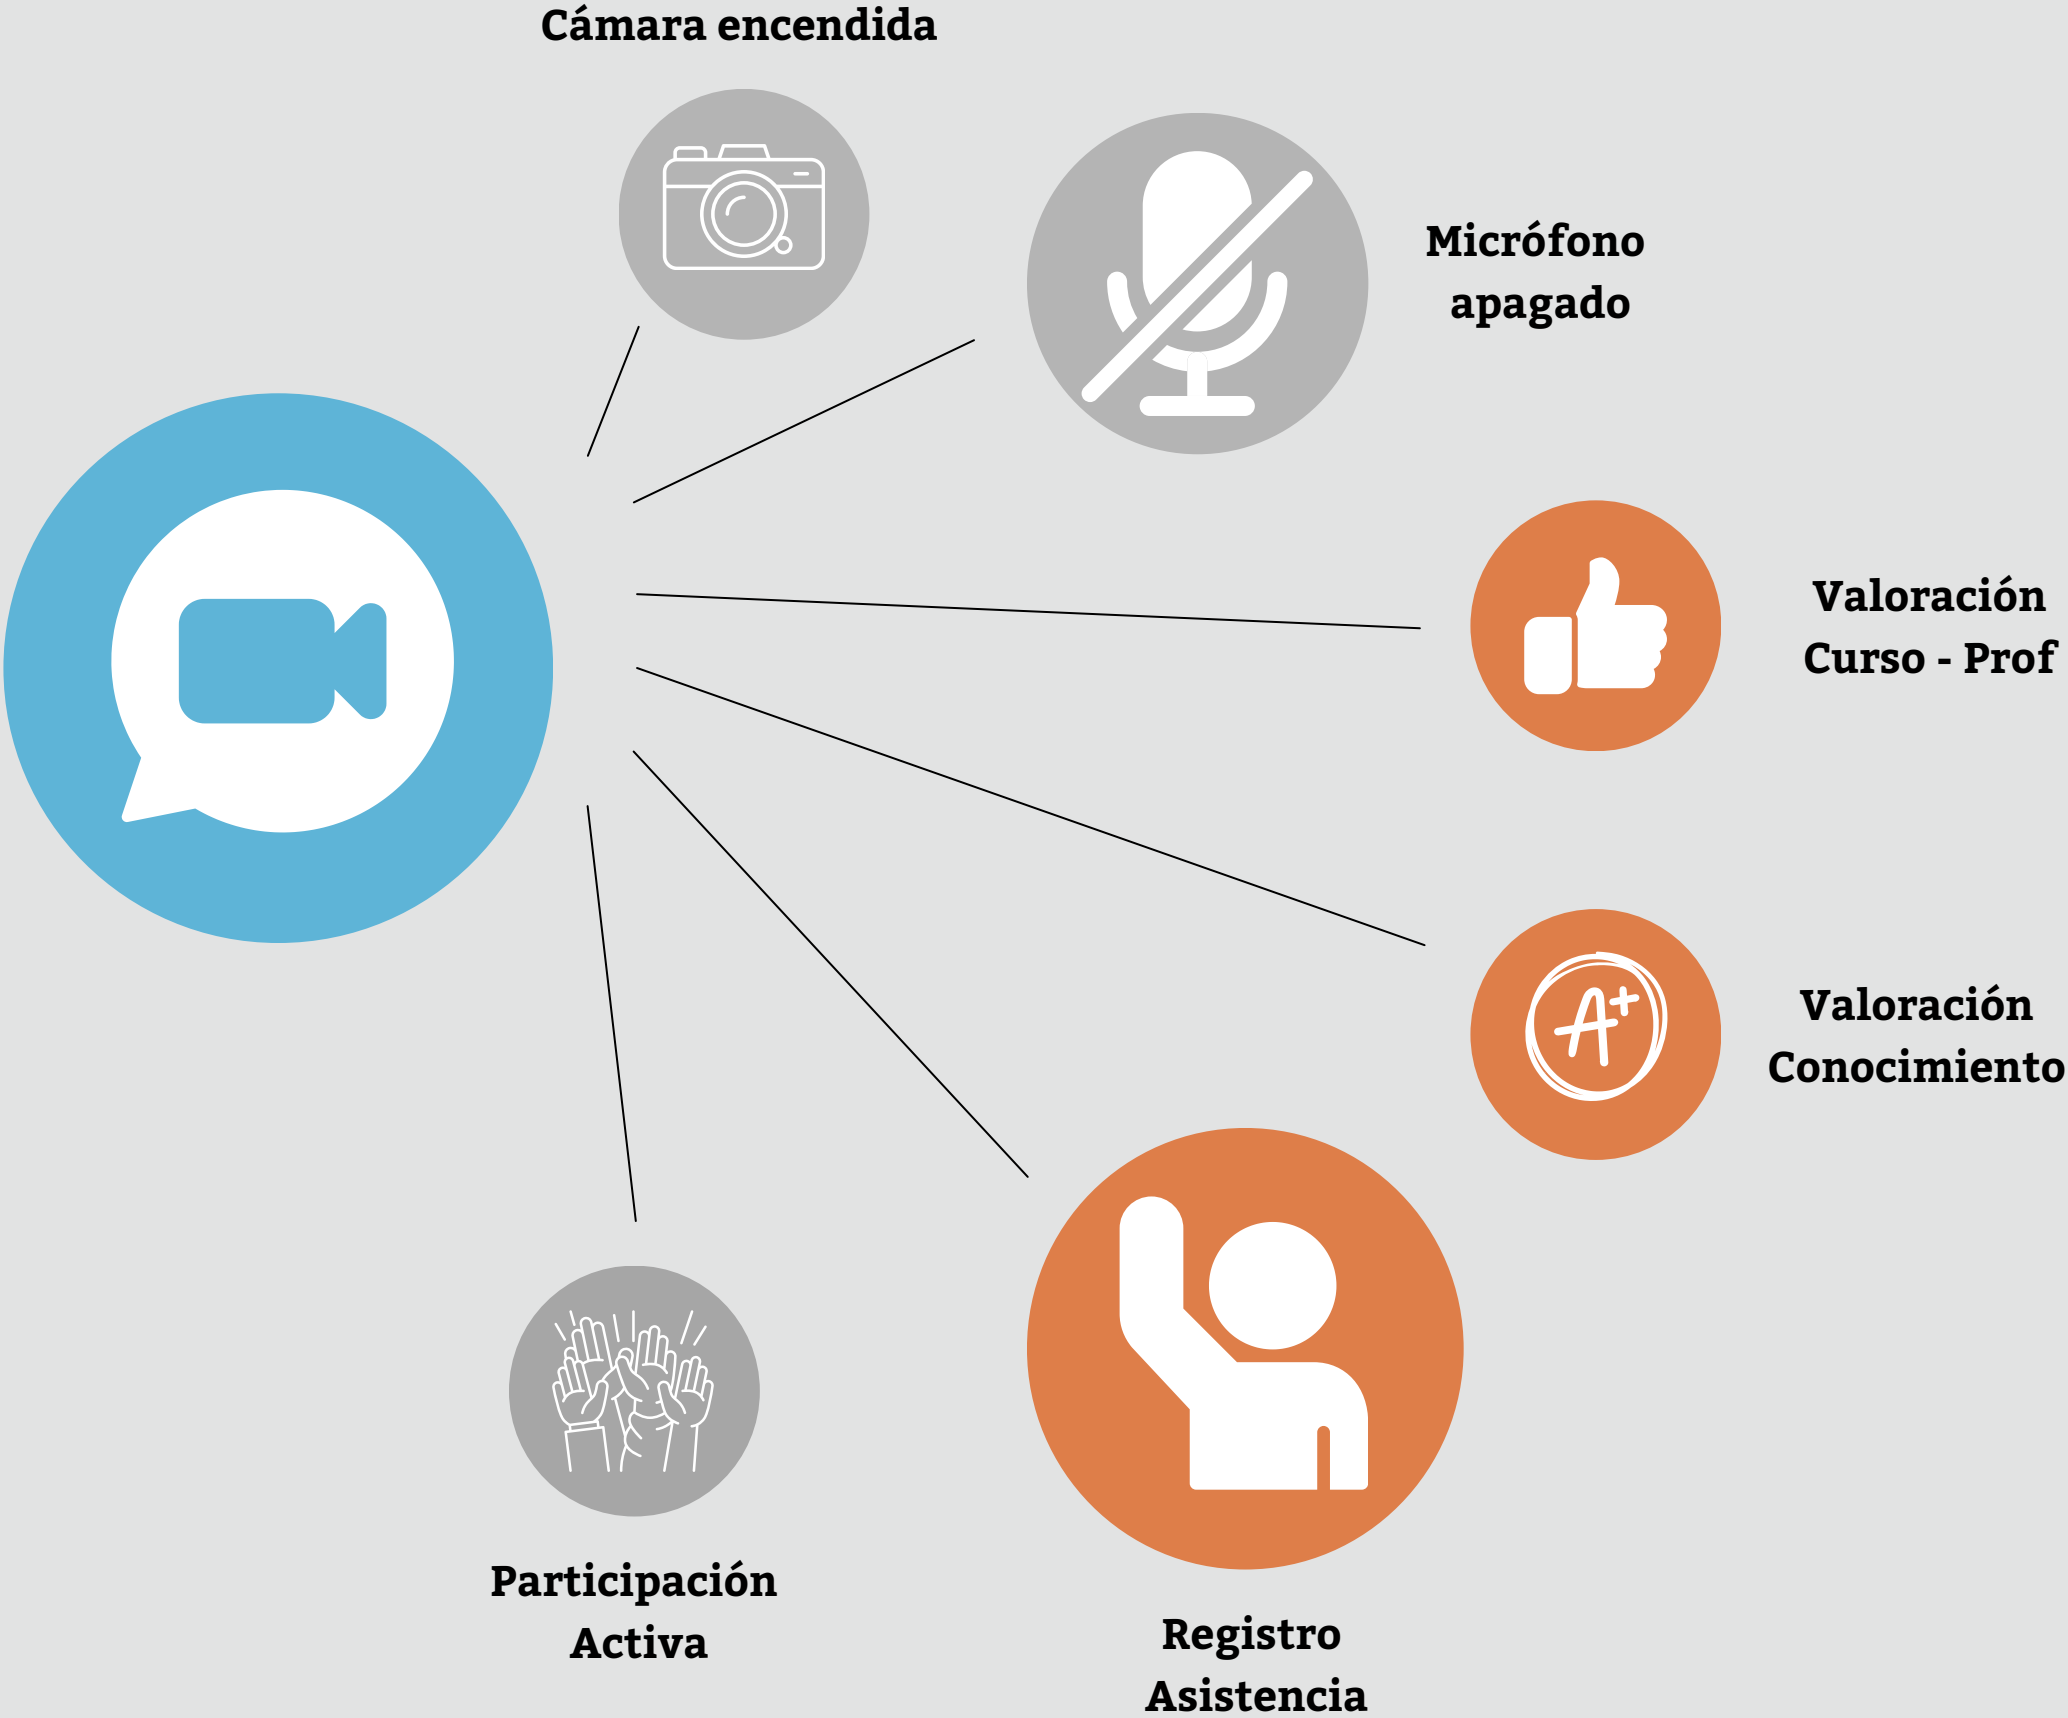 Cámara encendida
Micrófono
apagado
Valoración
Curso - Prof
A+
Valoración
Conocimiento
Participación
Activa
Registro
Asistencia